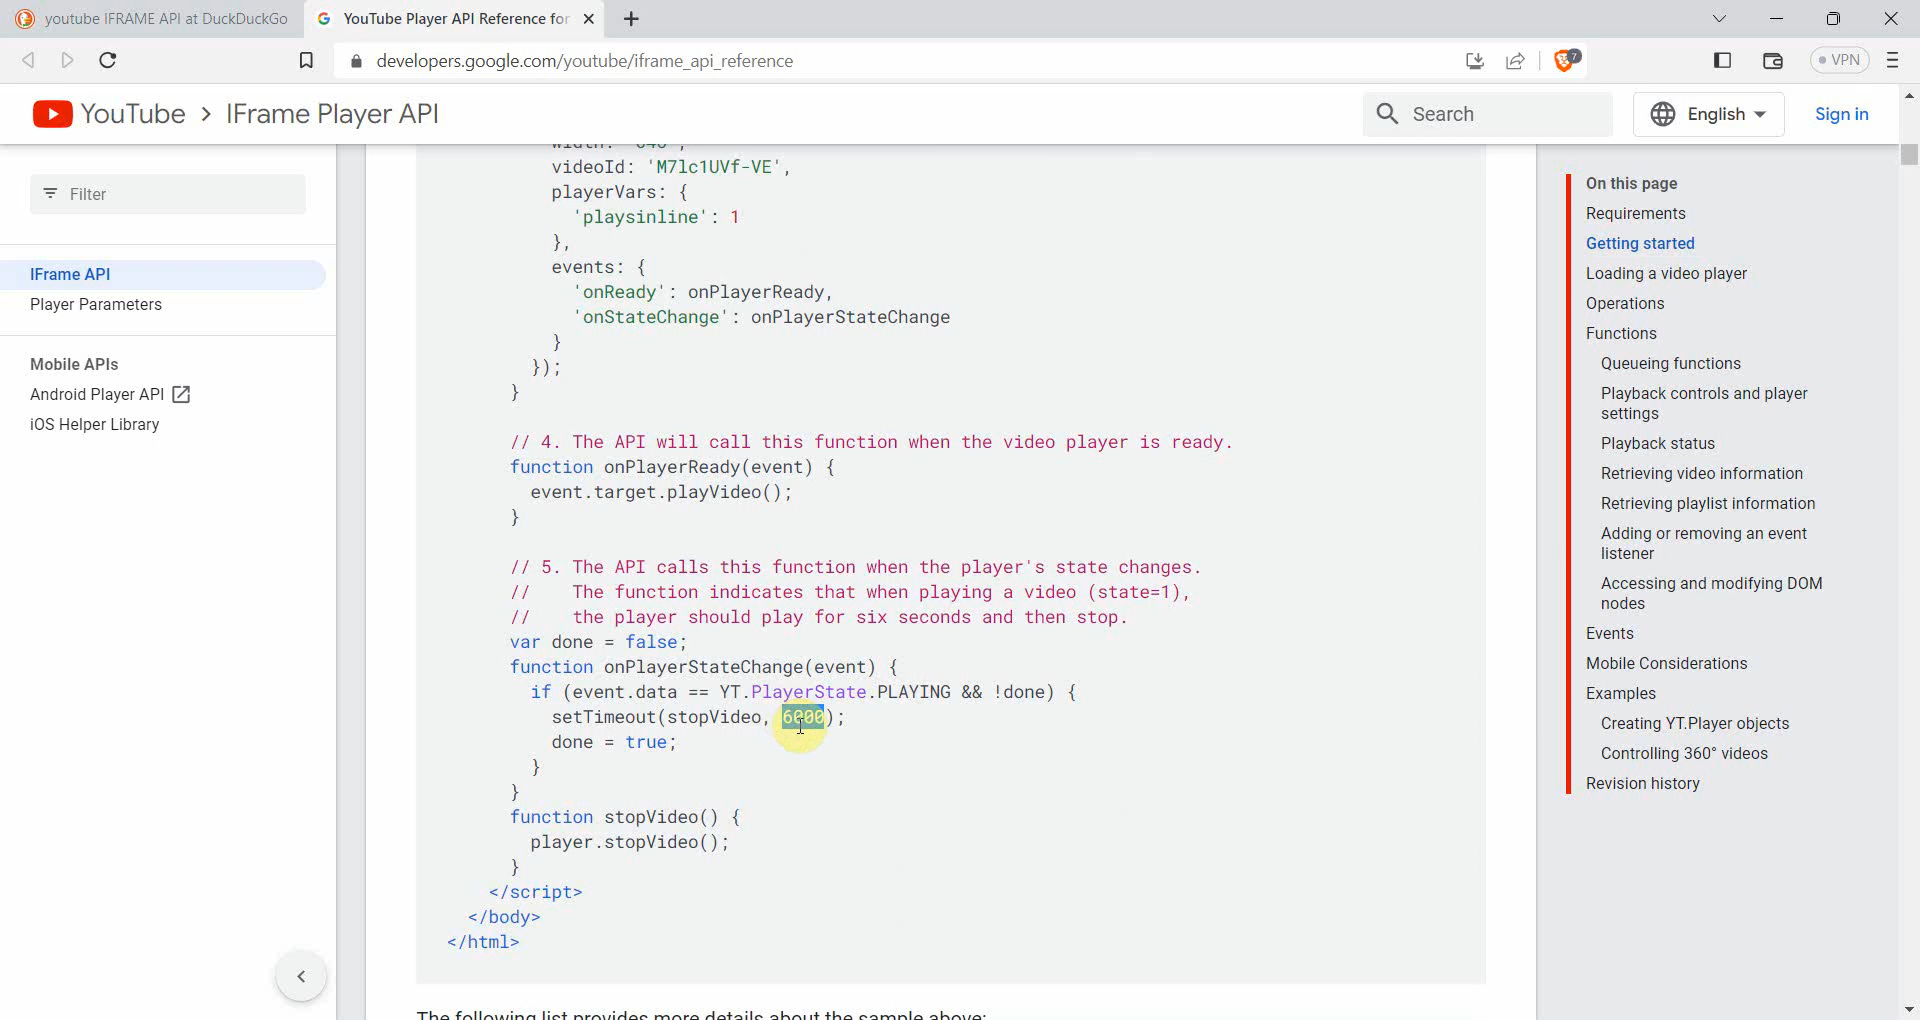 youtube IFRAME API at DuckDuckGo
YouTube Player API Reference for
developers.google.com/youtube/iframe_api_reference
7
VPN
YouTube > IFrame Player API
Search
English
Sign in
Filter
IFrame API
Player Parameters
Mobile APIs
Android Player API
iOS Helper Library
videoId: 'M7lc1UVf-VE',
playerVars: {
'playsinline': 1
},
events: {
'onReady': onPlayerReady,
'onStateChange': onPlayerStateChange
}
});
}
// 4. The API will call this function when the video player is ready.
function onPlayerReady(event) {
event.target.playVideo();
}
// 5. The API calls this function when the player's state changes.
//    The function indicates that when playing a video (state=1),
//    the player should play for six seconds and then stop.
var done = false;
function onPlayerStateChange(event) {
if (event.data == YT.PlayerState.PLAYING && !done) {
setTimeout(stopVideo, 6000);
done = true;
}
}
function stopVideo() {
player.stopVideo();
}
</script>
</body>
</html>
The following list provides more details about the sample above:
On this page
Requirements
Getting started
Loading a video player
Operations
Functions
Queueing functions
Playback controls and player
settings
Playback status
Retrieving video information
Retrieving playlist information
Adding or removing an event
listener
Accessing and modifying DOM
nodes
Events
Mobile Considerations
Examples
Creating YT.Player objects
Controlling 360° videos
Revision history